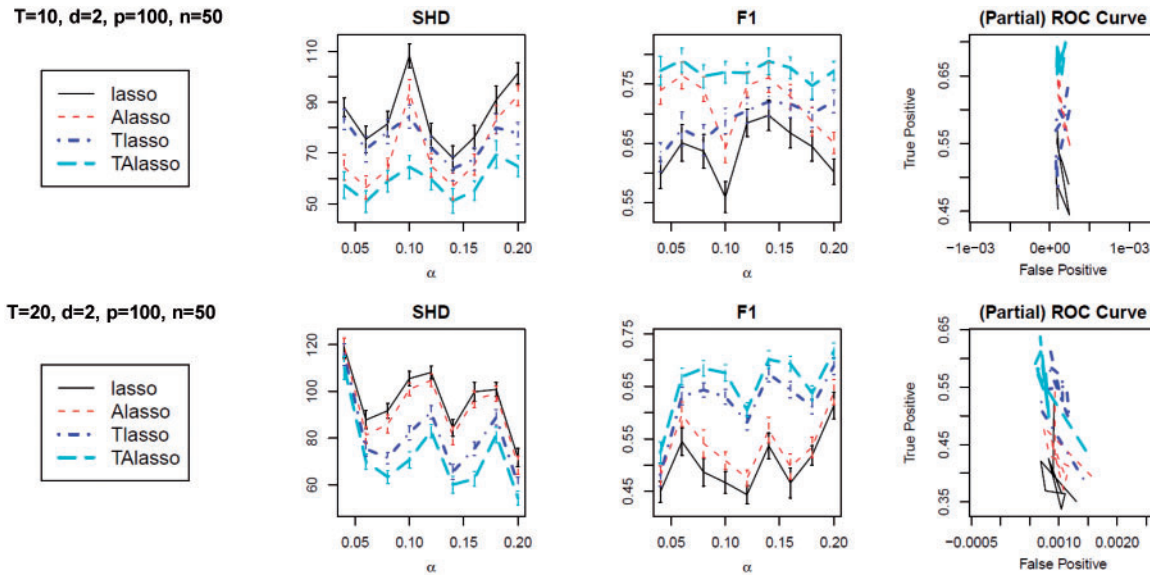 T=10, d=2, p=100, n=50
lasso
Alasso
Tlasso
TAlasso
SHD
110
90
70
50
0.05 0.10 0.15 0.20
α
F1
0.75
0.65
0.55
0.05 0.10 0.15 0.20
α
(Partial) ROC Curve
True Positive
0.65
0.55
0.45
−1e−03 0e+00 1e−03
False Positive
T=20, d=2, p=100, n=50
lasso
Alasso
Tlasso
TAlasso
SHD
120
100
80
60
0.05 0.10 0.15 0.20
α
F1
0.75
0.65
0.55
0.45
0.05 0.10 0.15 0.20
α
(Partial) ROC Curve
True Positive
0.65
0.55
0.45
0.35
−0.0005 0.0010 0.0020
False Positive